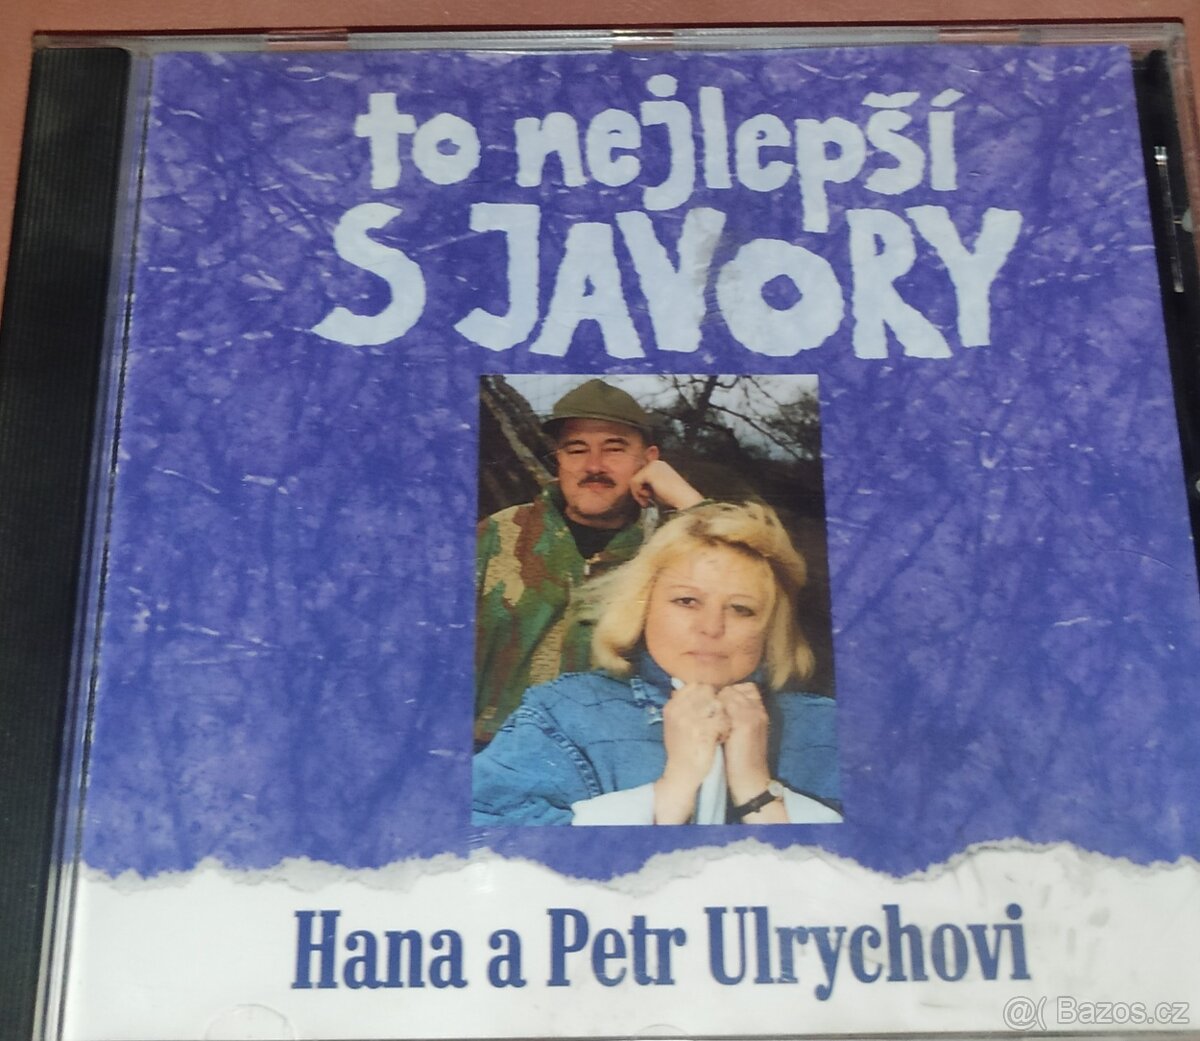 to nejlepší
S JAVORY
Hana a Petr Ulrychovi
@( Bazos.cz